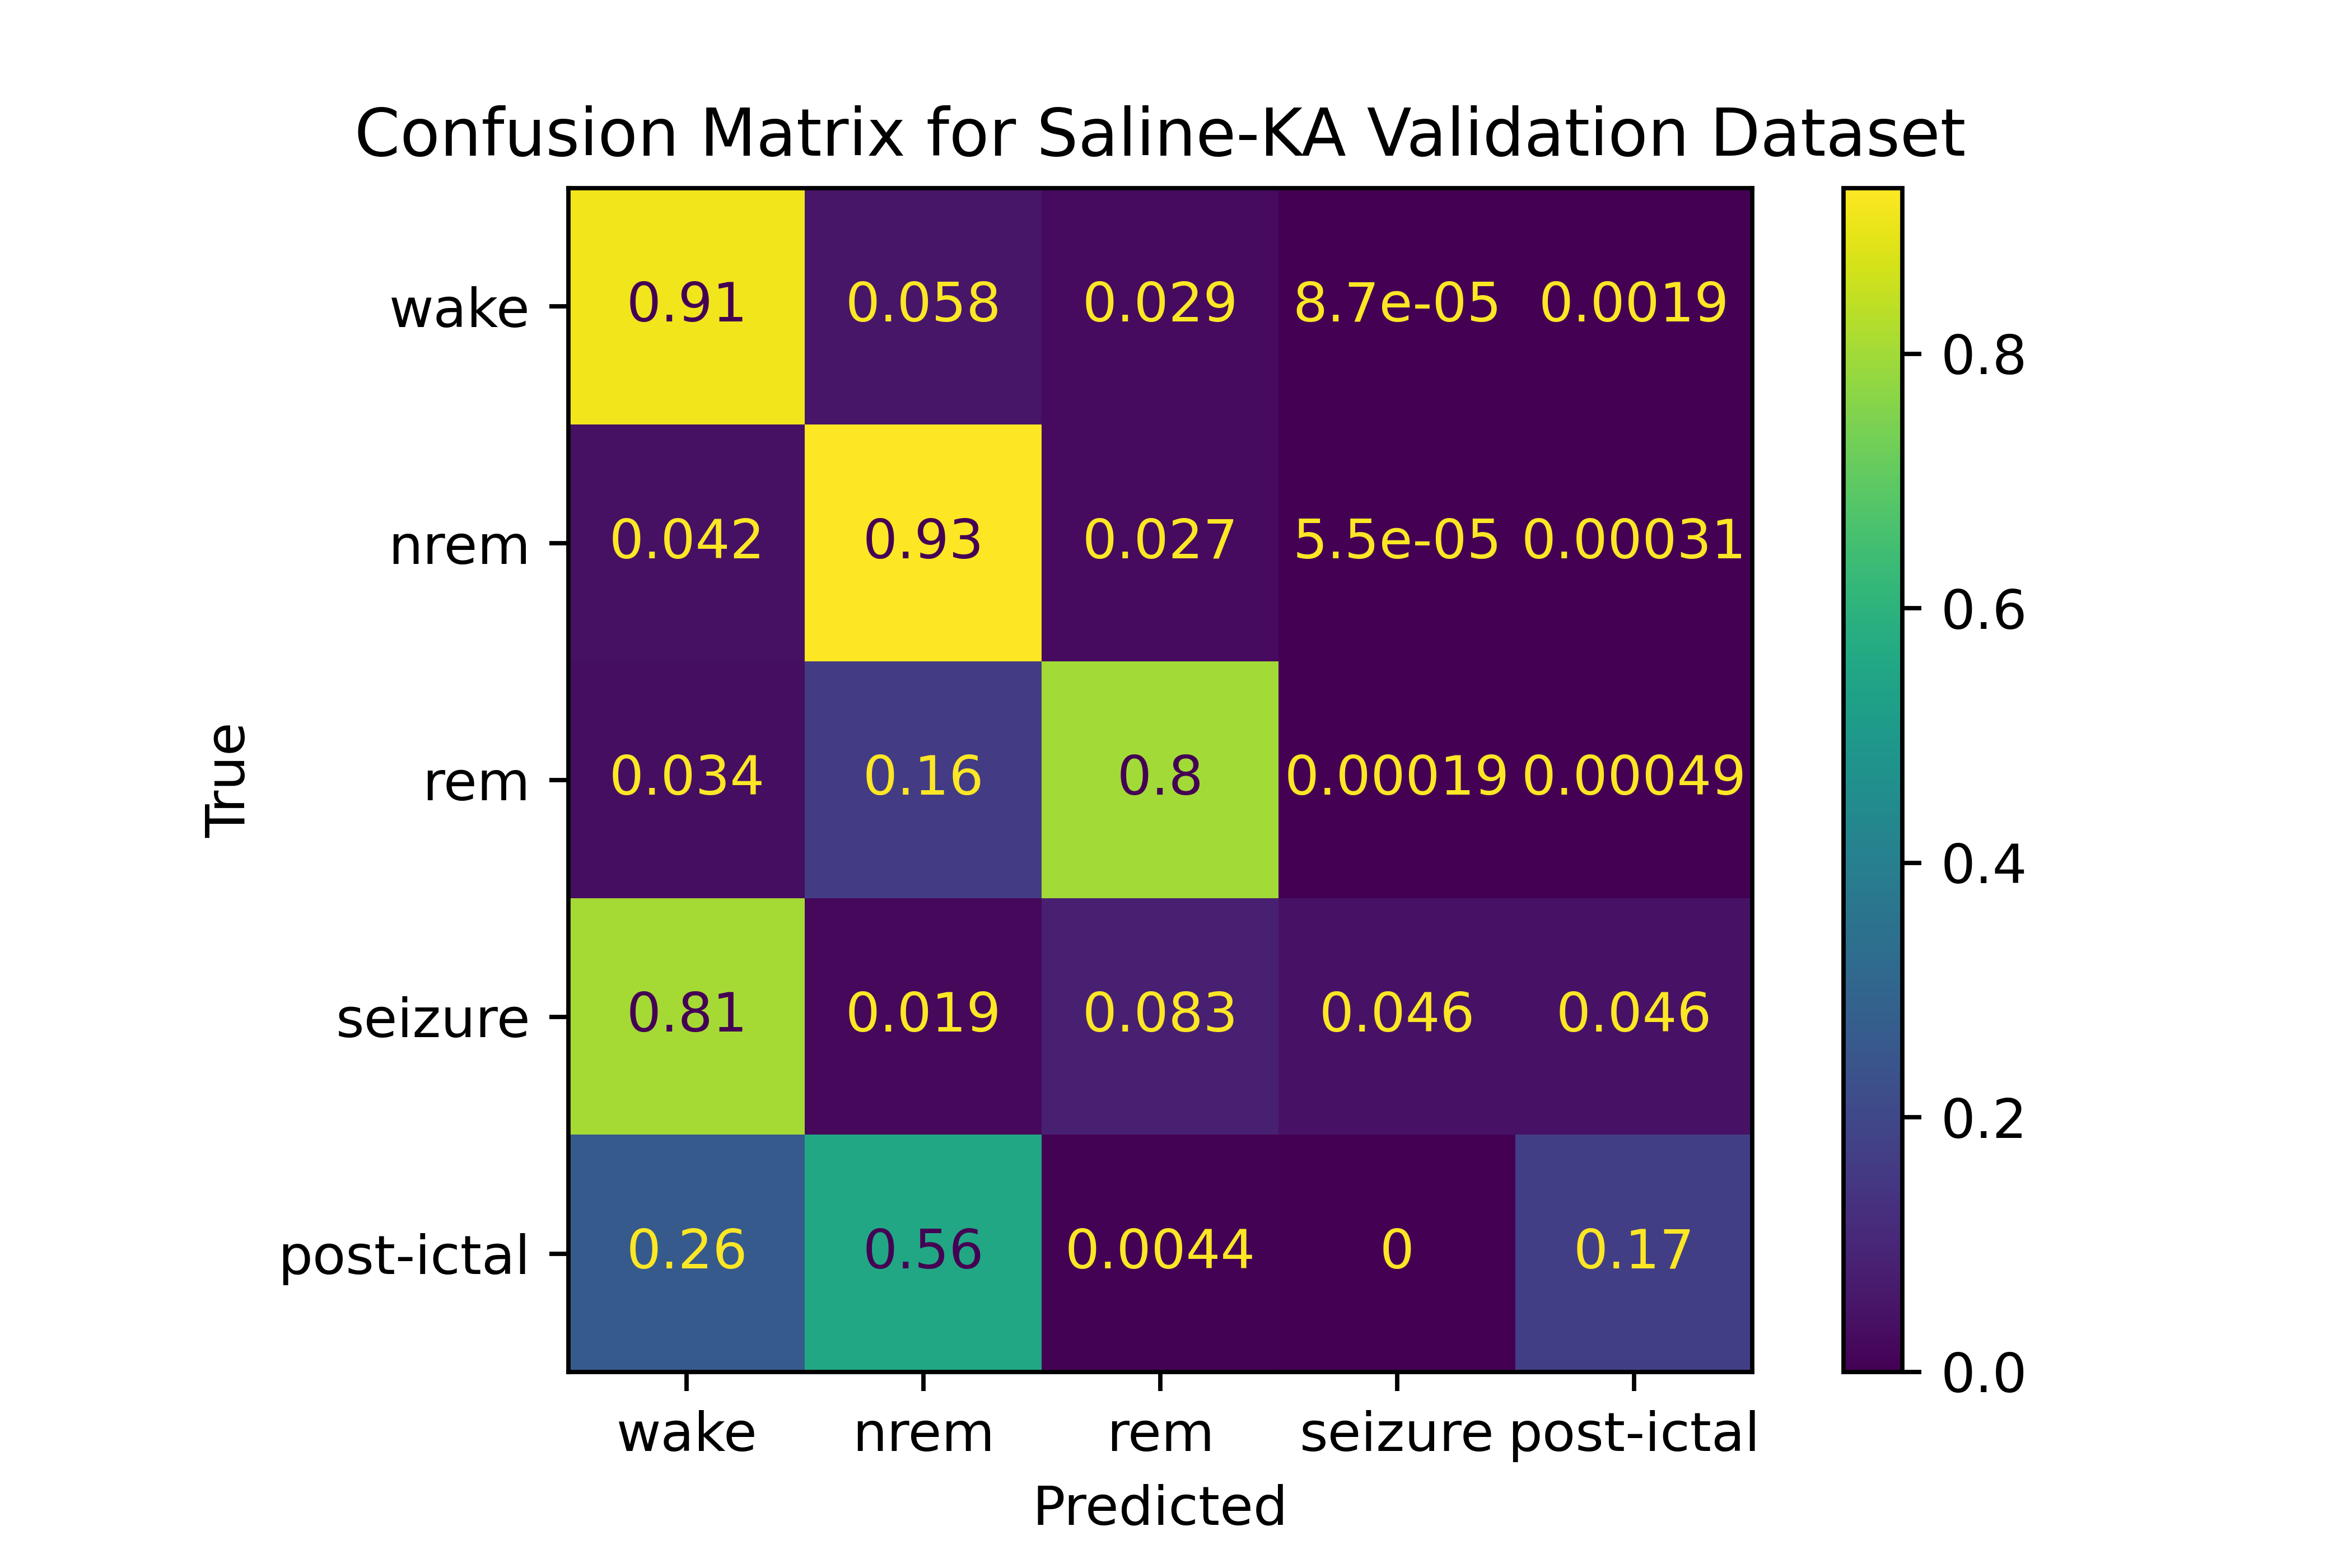 Confusion Matrix for Saline-KA Validation Dataset
wake 0.91 0.058 0.029 8.7e-05 0.0019
nrem 0.042 0.93 0.027 5.5e-05 0.00031
rem 0.034 0.16 0.8 0.00019 0.00049
seizure 0.81 0.019 0.083 0.046 0.046
post-ictal 0.26 0.56 0.0044 0 0.17
wake nrem rem seizure post-ictal
Predicted
True
0.8
0.6
0.4
0.2
0.0